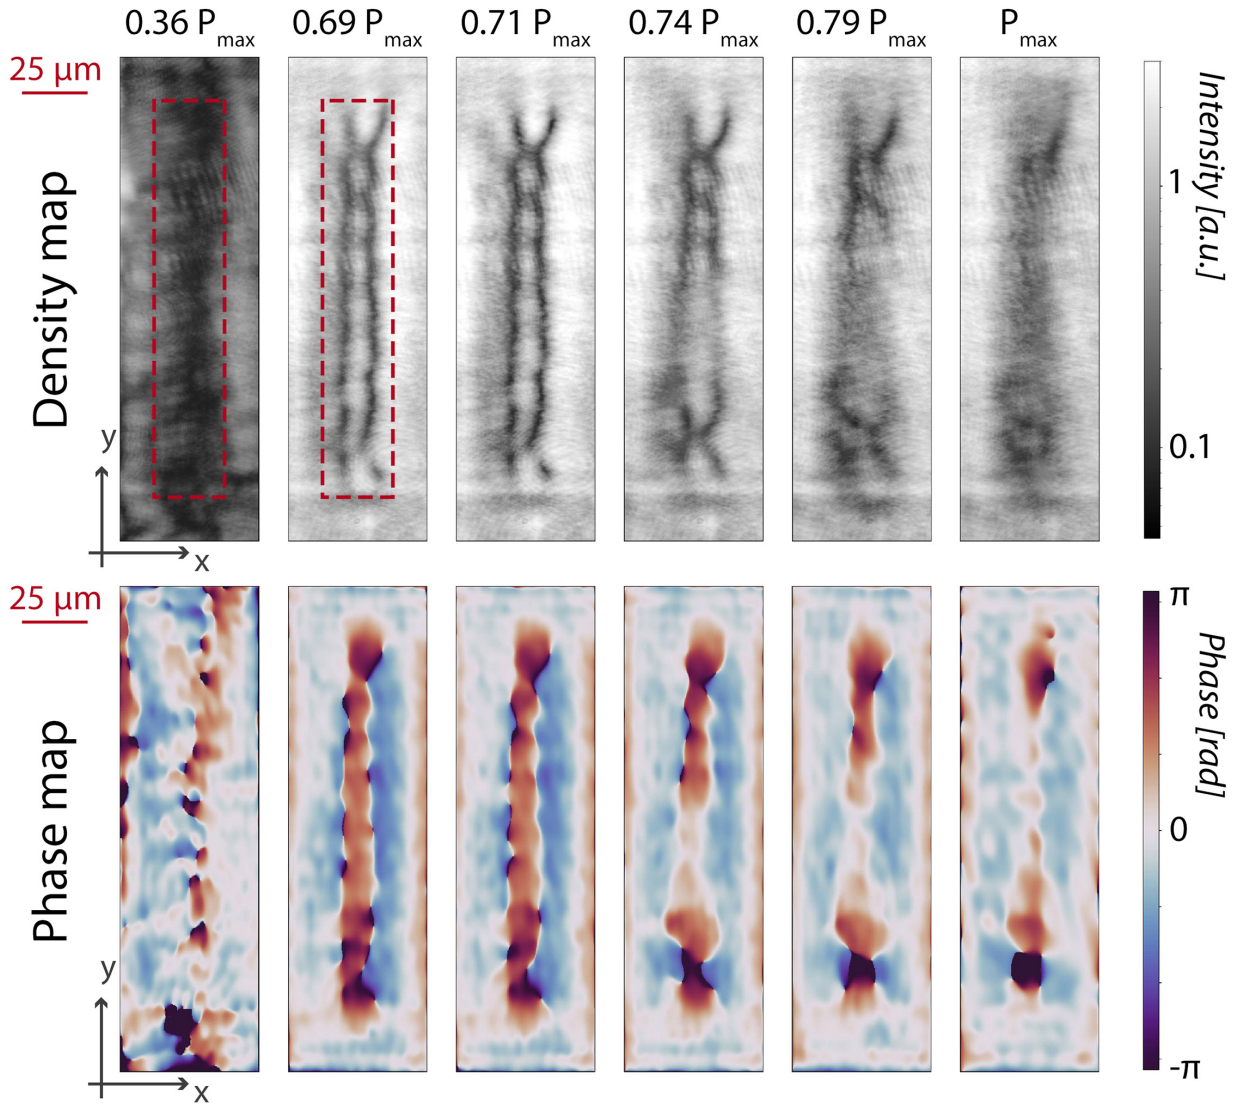 0.36 Pmax 0.69 Pmax 0.71 Pmax 0.74 Pmax 0.79 Pmax Pmax
25 μm
Density map
y
x
1
0.1
Intensity [a.u.]
25 μm
Phase map
y
x
π
0
-π
Phase [rad]